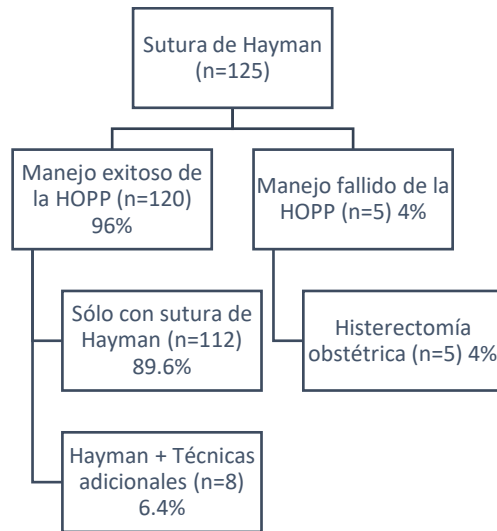 Sutura de Hayman
(n=125)
Manejo exitoso de
la HOPP (n=120)
96%
Manejo fallido de la
HOPP (n=5) 4%
Sólo con sutura de
Hayman (n=112)
89.6%
Histerectomía
obstétrica (n=5) 4%
Hayman + Técnicas
adicionales (n=8)
6.4%